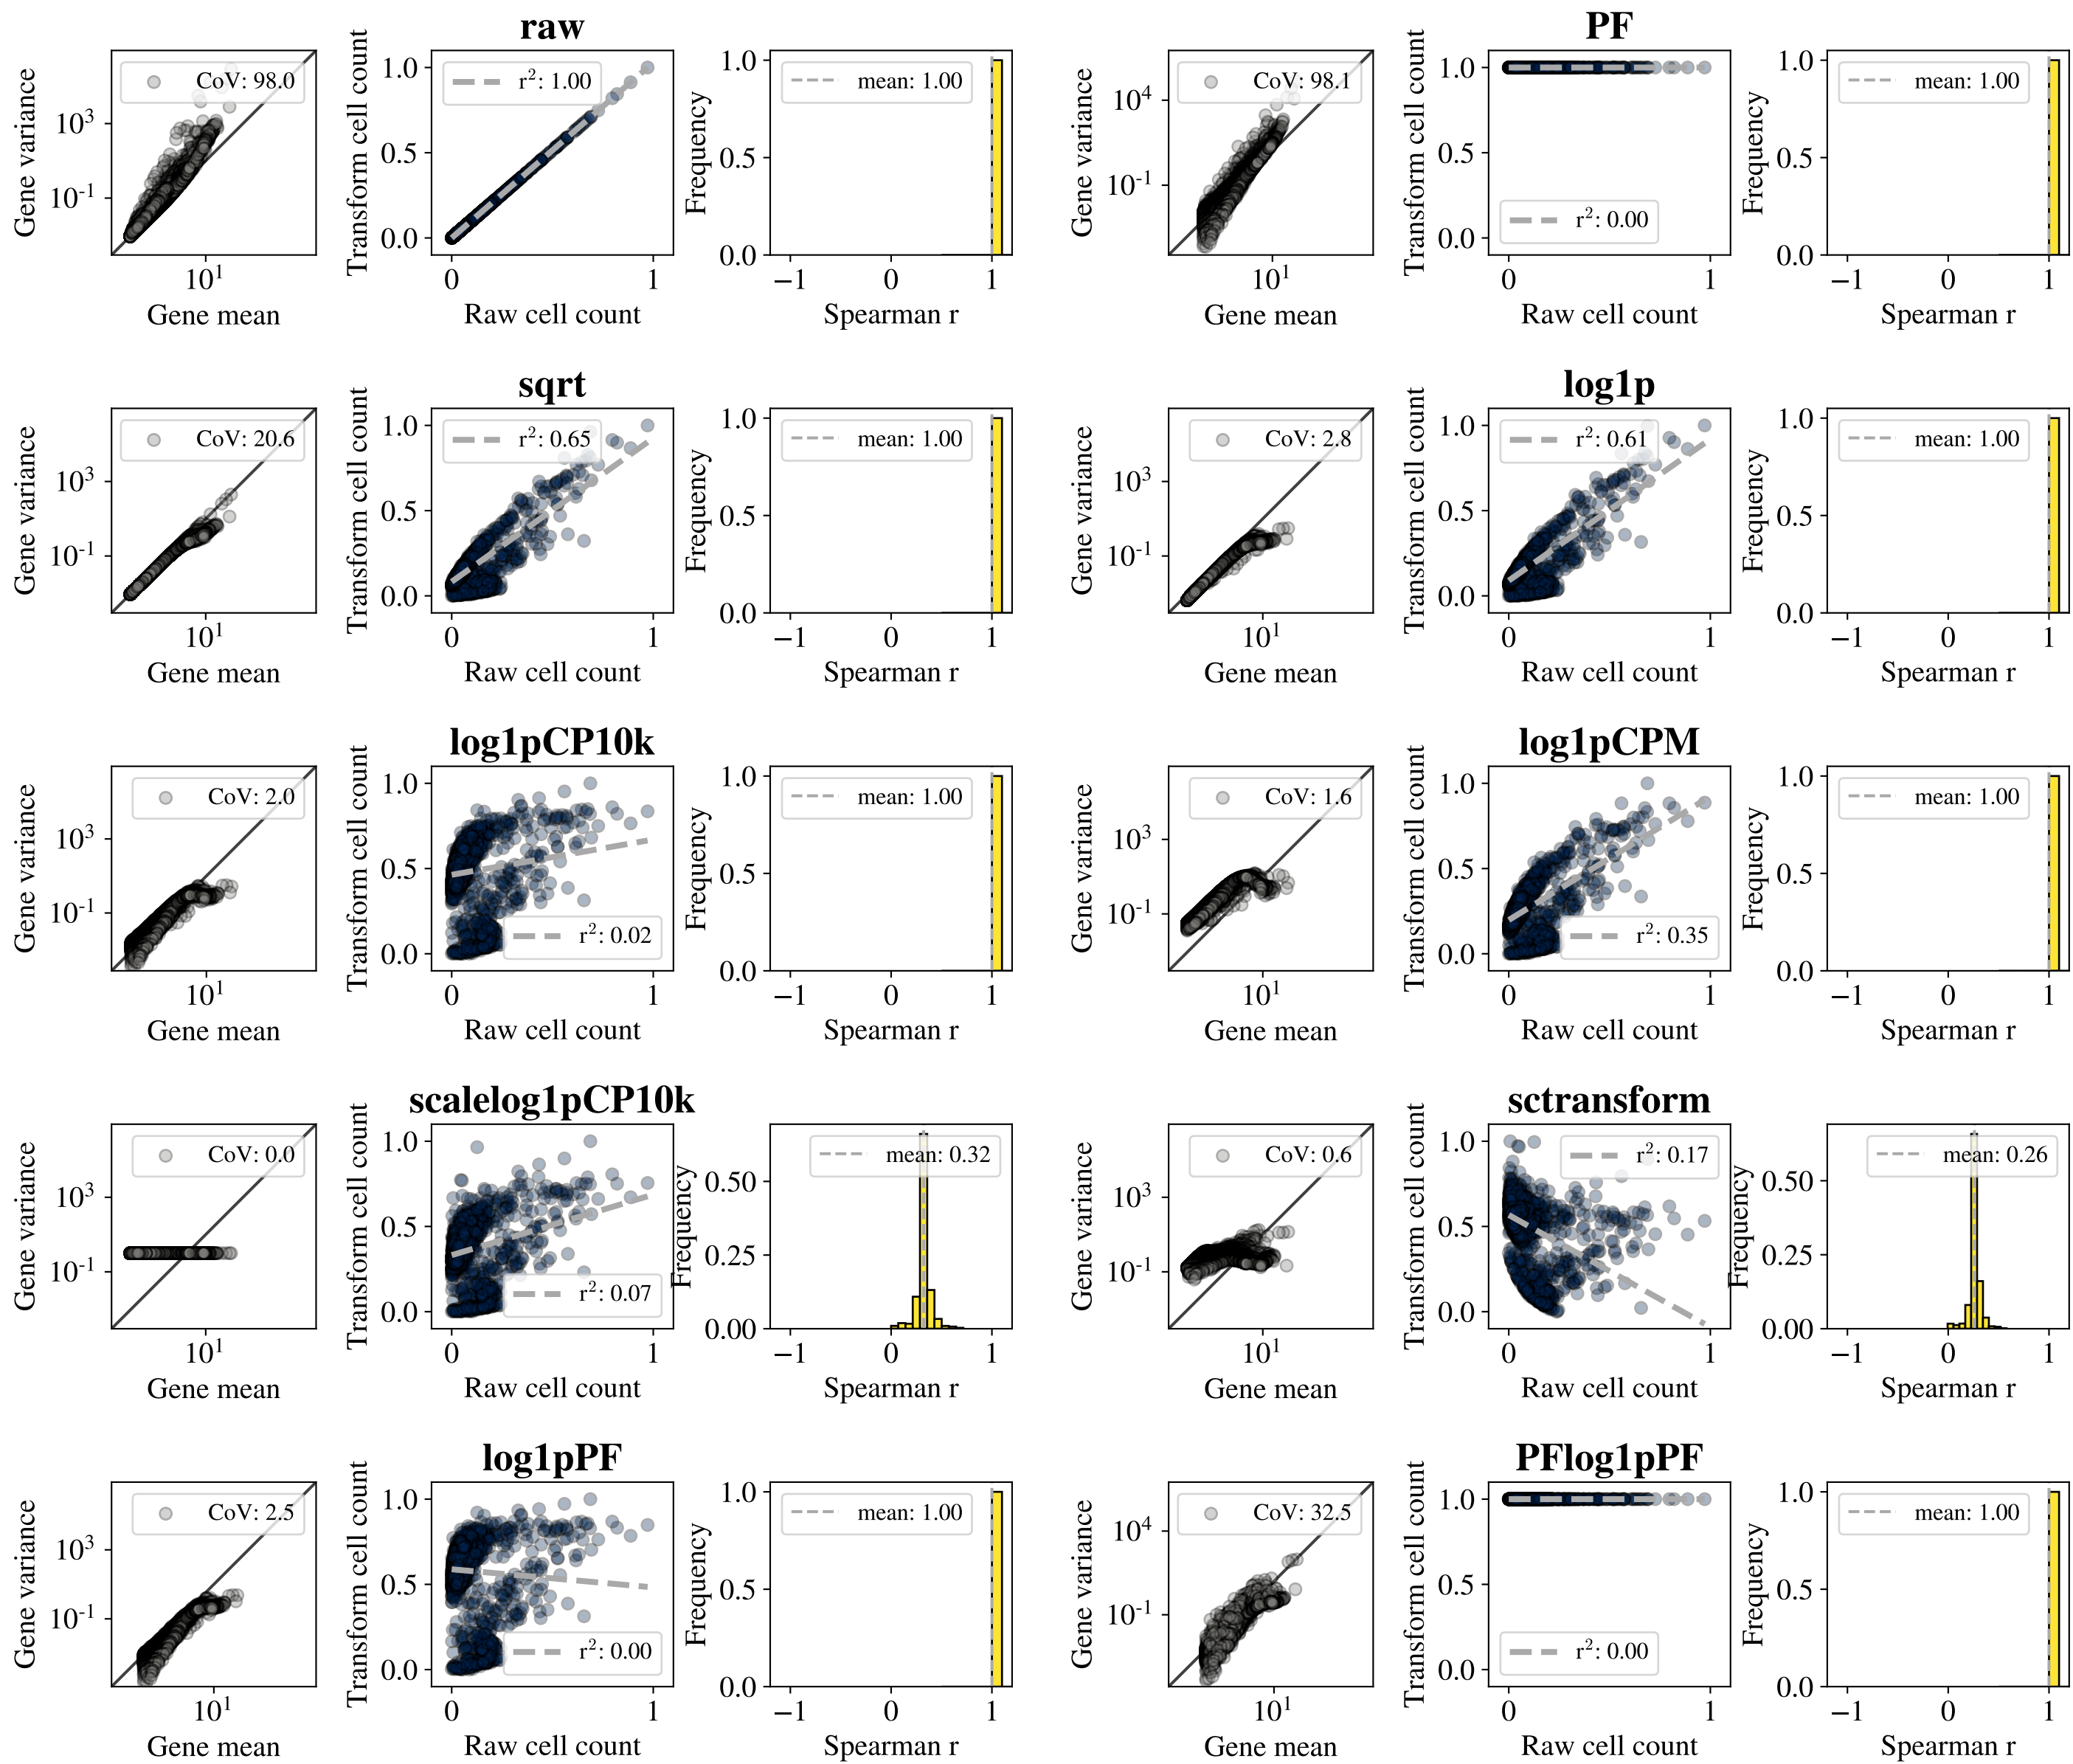 raw
Gene variance
10³
10⁻¹
CoV: 98.0
10¹
Gene mean
Transform cell count
1.0
0.5
0.0
r²: 1.00
0
1
Raw cell count
Frequency
1.0
0.5
0.0
mean: 1.00
−1
0
1
Spearman r
PF
Gene variance
10⁴
10⁻¹
CoV: 98.1
10¹
Gene mean
Transform cell count
1.0
0.5
0.0
r²: 0.00
0
1
Raw cell count
Frequency
1.0
0.5
0.0
mean: 1.00
−1
0
1
Spearman r
sqrt
Gene variance
10³
10⁻¹
CoV: 20.6
10¹
Gene mean
Transform cell count
1.0
0.5
0.0
r²: 0.65
0
1
Raw cell count
Frequency
1.0
0.5
0.0
mean: 1.00
−1
0
1
Spearman r
log1p
Gene variance
10³
10⁻¹
CoV: 2.8
10¹
Gene mean
Transform cell count
1.0
0.5
0.0
r²: 0.61
0
1
Raw cell count
Frequency
1.0
0.5
0.0
mean: 1.00
−1
0
1
Spearman r
log1pCP10k
Gene variance
10³
10⁻¹
CoV: 2.0
10¹
Gene mean
Transform cell count
1.0
0.5
0.0
r²: 0.02
0
1
Raw cell count
Frequency
1.0
0.5
0.0
mean: 1.00
−1
0
1
Spearman r
log1pCPM
Gene variance
10³
10⁻¹
CoV: 1.6
10¹
Gene mean
Transform cell count
1.0
0.5
0.0
r²: 0.35
0
1
Raw cell count
Frequency
1.0
0.5
0.0
mean: 1.00
−1
0
1
Spearman r
scalelog1pCP10k
Gene variance
10³
10⁻¹
CoV: 0.0
10¹
Gene mean
Transform cell count
1.0
0.5
0.0
r²: 0.07
0
1
Raw cell count
Frequency
0.50
0.25
0.00
mean: 0.32
−1
0
1
Spearman r
sctransform
Gene variance
10³
10⁻¹
CoV: 0.6
10¹
Gene mean
Transform cell count
1.0
0.5
0.0
r²: 0.17
0
1
Raw cell count
Frequency
0.50
0.25
0.00
mean: 0.26
−1
0
1
Spearman r
log1pPF
Gene variance
10³
10⁻¹
CoV: 2.5
10¹
Gene mean
Transform cell count
1.0
0.5
0.0
r²: 0.00
0
1
Raw cell count
Frequency
1.0
0.5
0.0
mean: 1.00
−1
0
1
Spearman r
PFlog1pPF
Gene variance
10⁴
10⁻¹
CoV: 32.5
10¹
Gene mean
Transform cell count
1.0
0.5
0.0
r²: 0.00
0
1
Raw cell count
Frequency
1.0
0.5
0.0
mean: 1.00
−1
0
1
Spearman r